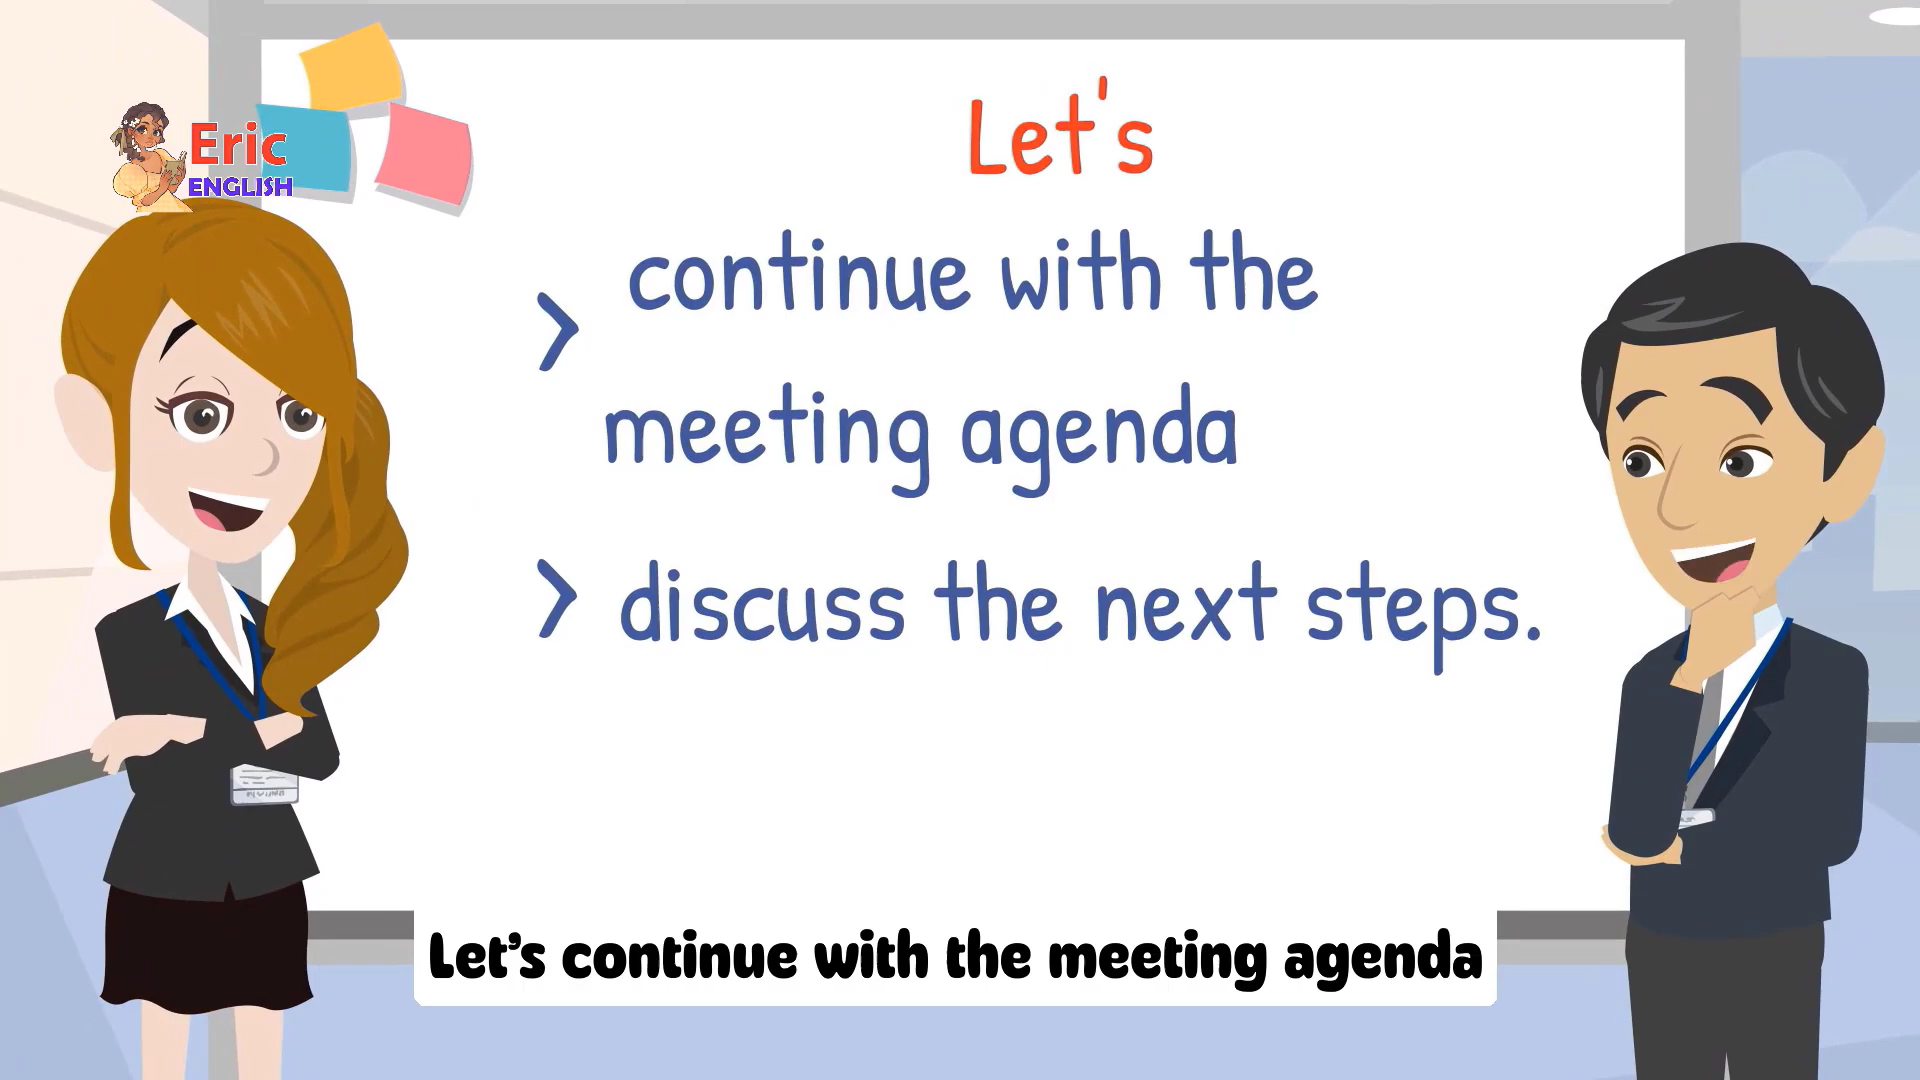 Eric
ENGLISH
Let's
> continue with the
meeting agenda
> discuss the next steps.
Let's continue with the meeting agenda